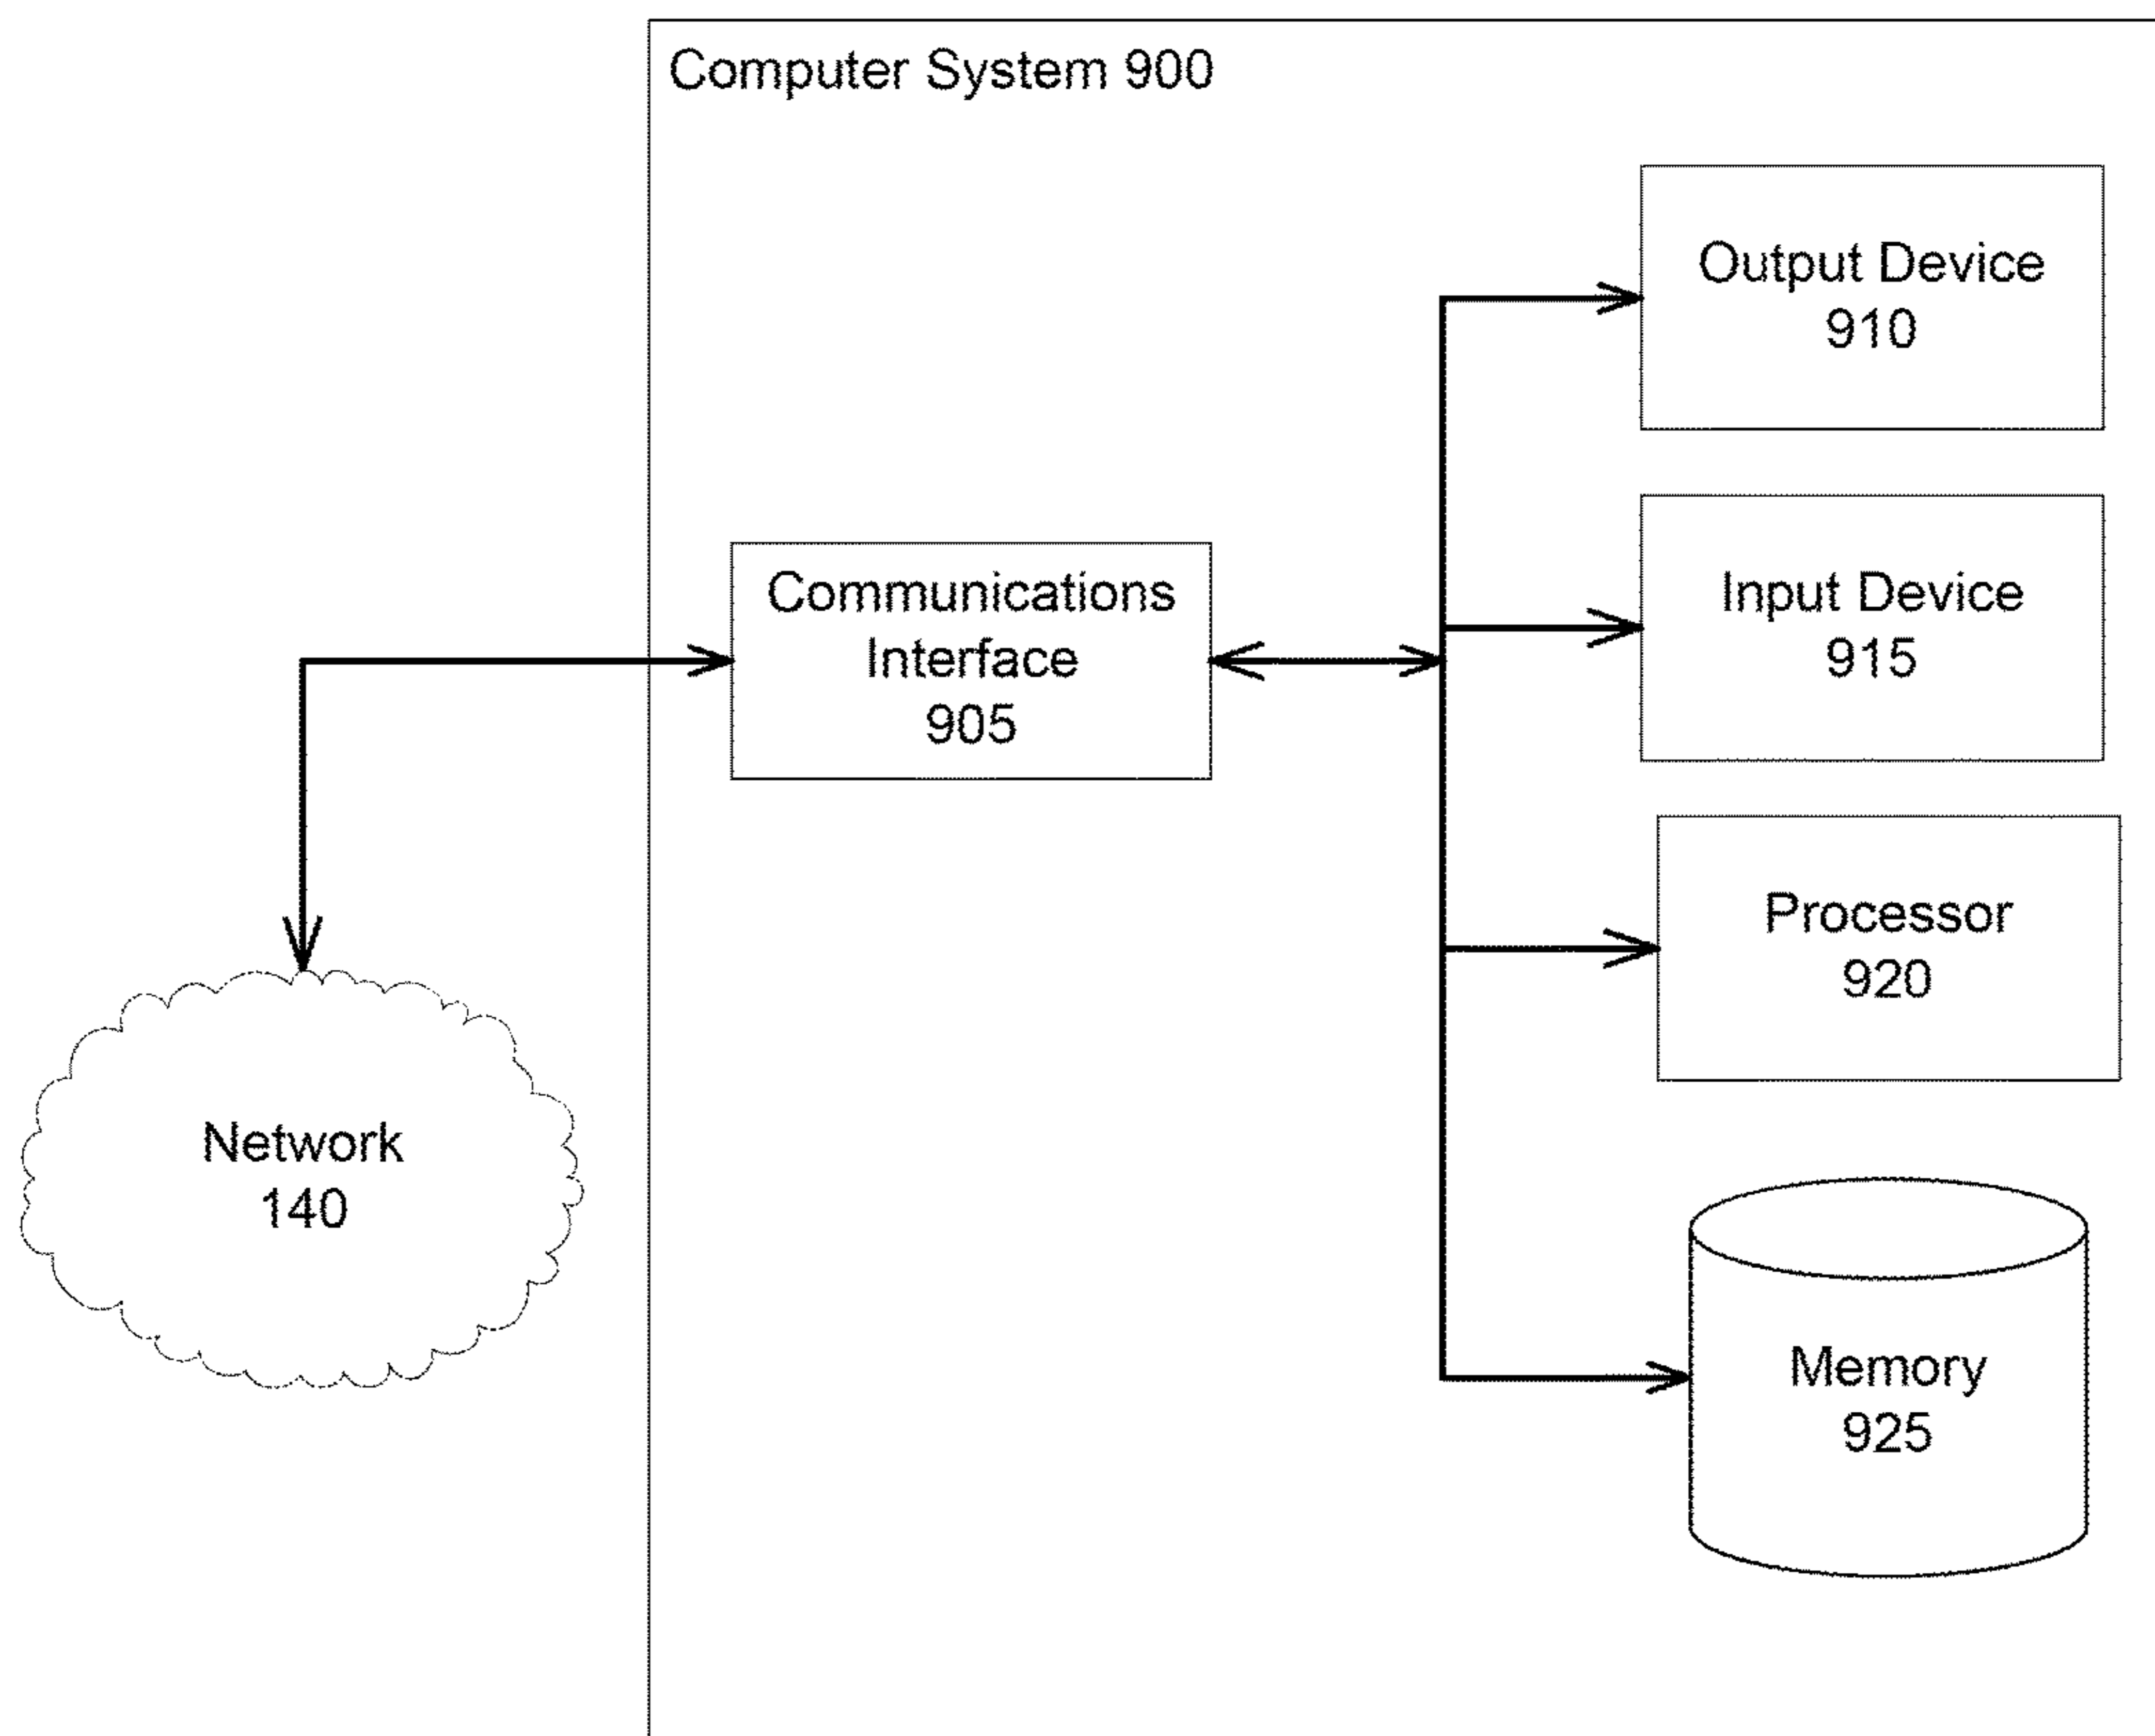 Computer System 900
Output Device
910
Communications
Interface
905
Input Device
915
Processor
920
Network
140
Memory
925